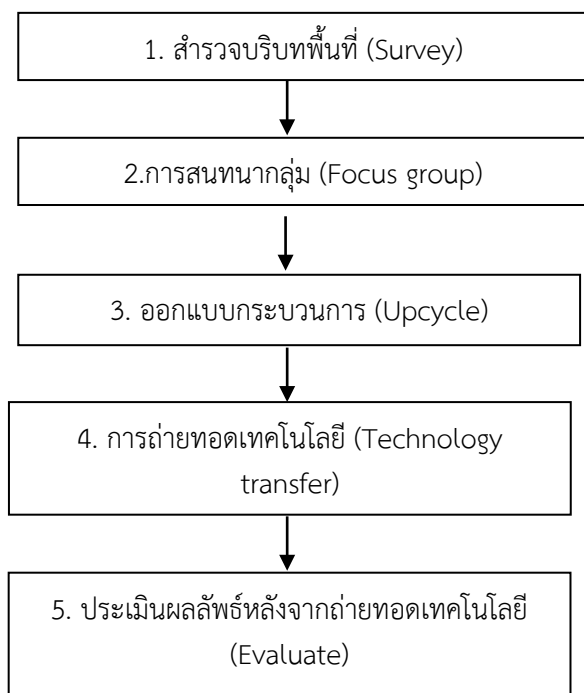 1. สำรวจบริบทพื้นที่ (Survey)
2.การสนทนากลุ่ม (Focus group)
3. ออกแบบกระบวนการ (Upcycle)
4. การถ่ายทอดเทคโนโลยี (Technology
transfer)
5. ประเมินผลลัพธ์หลังจากถ่ายทอดเทคโนโลยี
(Evaluate)